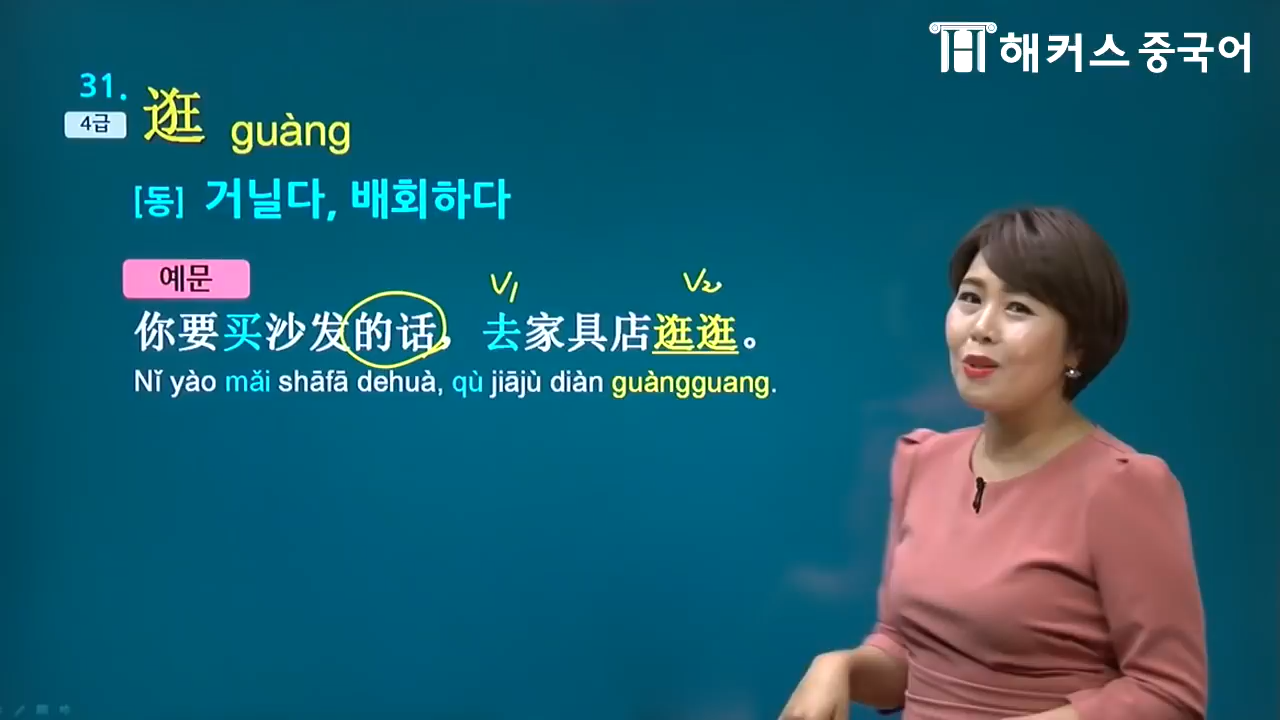 해커스 중국어
31.
4급
逛 guàng
[동] 거닐다, 배회하다
예문
V1 V2
你要买沙发的话，去家具店逛逛。
Nǐ yào mǎi shāfā dehuà, qù jiājù diàn guàngguang.